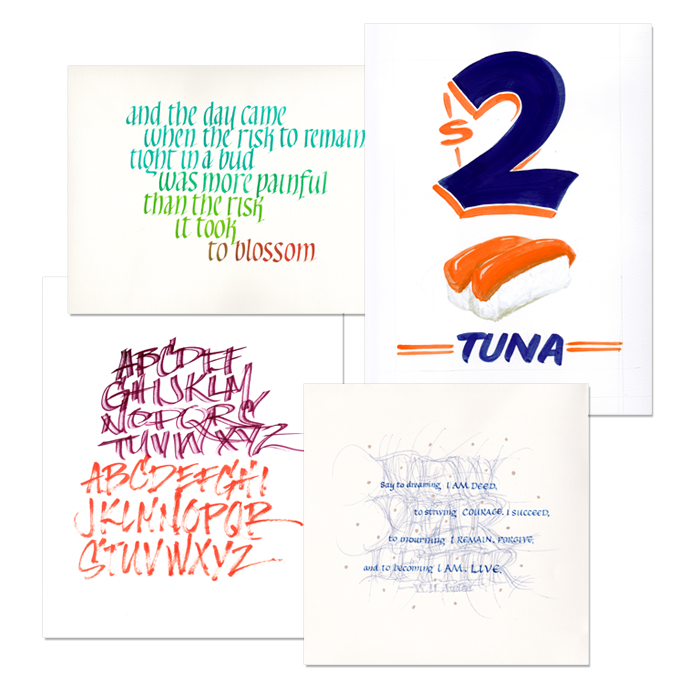 and the day came
when the risk to remain
tight in a bud
was more painful
than the risk
it took
to blossom
IS
2
TUNA
ABCDEF
GHIJKLM
NOPQRS
TUVWXYZ
ABCDEFGHI
JKLMNOPQR
STUVWXYZ
Say to dreaming, I AM DEED,
to striving COURAGE, I SUCCEED,
to mourning I REMAIN, FORGIVE,
and to becoming I AM. LIVE.